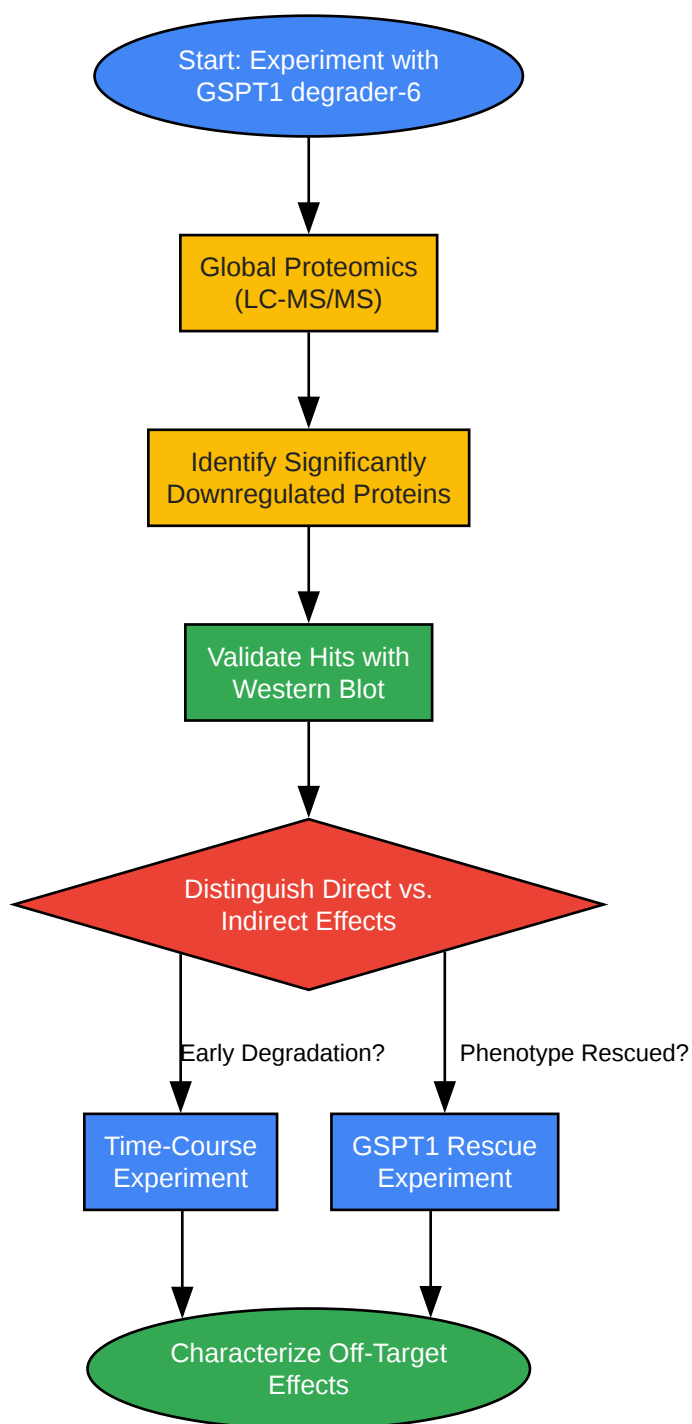 Start: Experiment with
GSPT1 degrader-6
Global Proteomics
(LC-MS/MS)
Identify Significantly
Downregulated Proteins
Validate Hits with
Western Blot
Distinguish Direct vs.
Indirect Effects
Early Degradation?
Phenotype Rescued?
Time-Course
Experiment
GSPT1 Rescue
Experiment
Characterize Off-Target
Effects